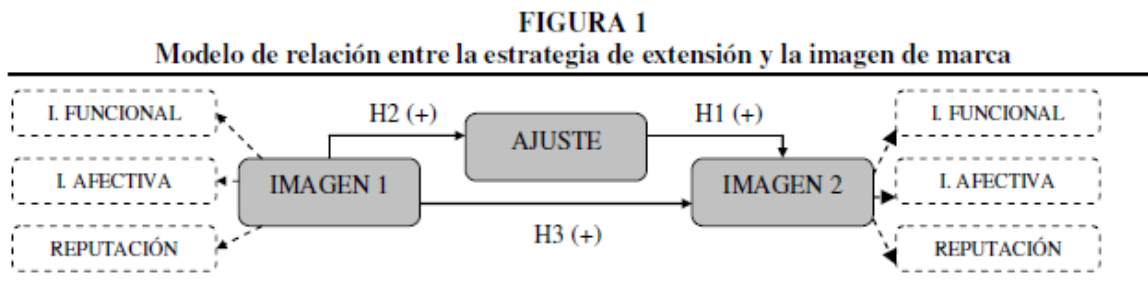 FIGURA 1
Modelo de relación entre la estrategia de extensión y la imagen de marca
I. FUNCIONAL
I. AFECTIVA
REPUTACIÓN
IMAGEN 1
H2 (+)
AJUSTE
H1 (+)
H3 (+)
IMAGEN 2
I. FUNCIONAL
I. AFECTIVA
REPUTACIÓN